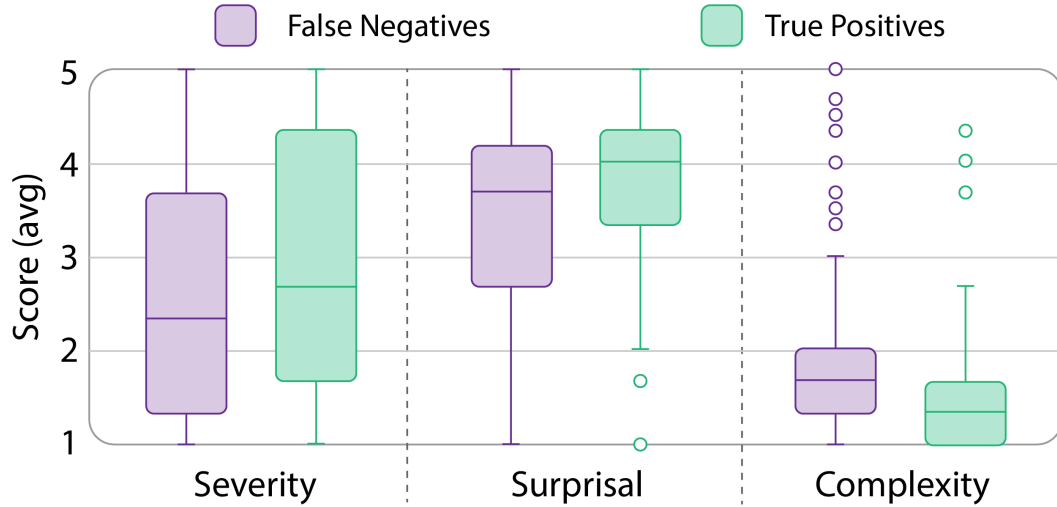 False Negatives
True Positives
5
4
3
2
1
Score (avg)
Severity
Surprisal
Complexity